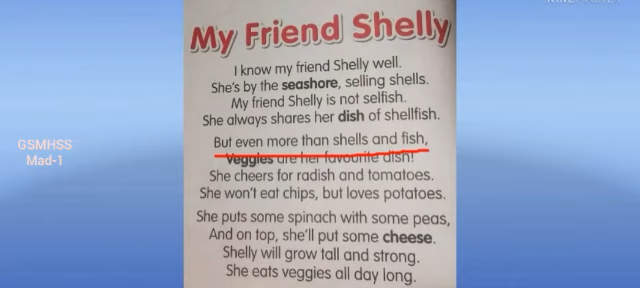 My Friend Shelly
I know my friend Shelly well.
She's by the seashore, selling shells.
My friend Shelly is not selfish.
She always shares her dish of shellfish.
But even more than shells and fish,
Veggies are her favourite dish!
She cheers for radish and tomatoes.
She won't eat chips, but loves potatoes.
She puts some spinach with some peas,
And on top, she'll put some cheese.
Shelly will grow tall and strong.
She eats veggies all day long.
GSMHSS
Mad-1